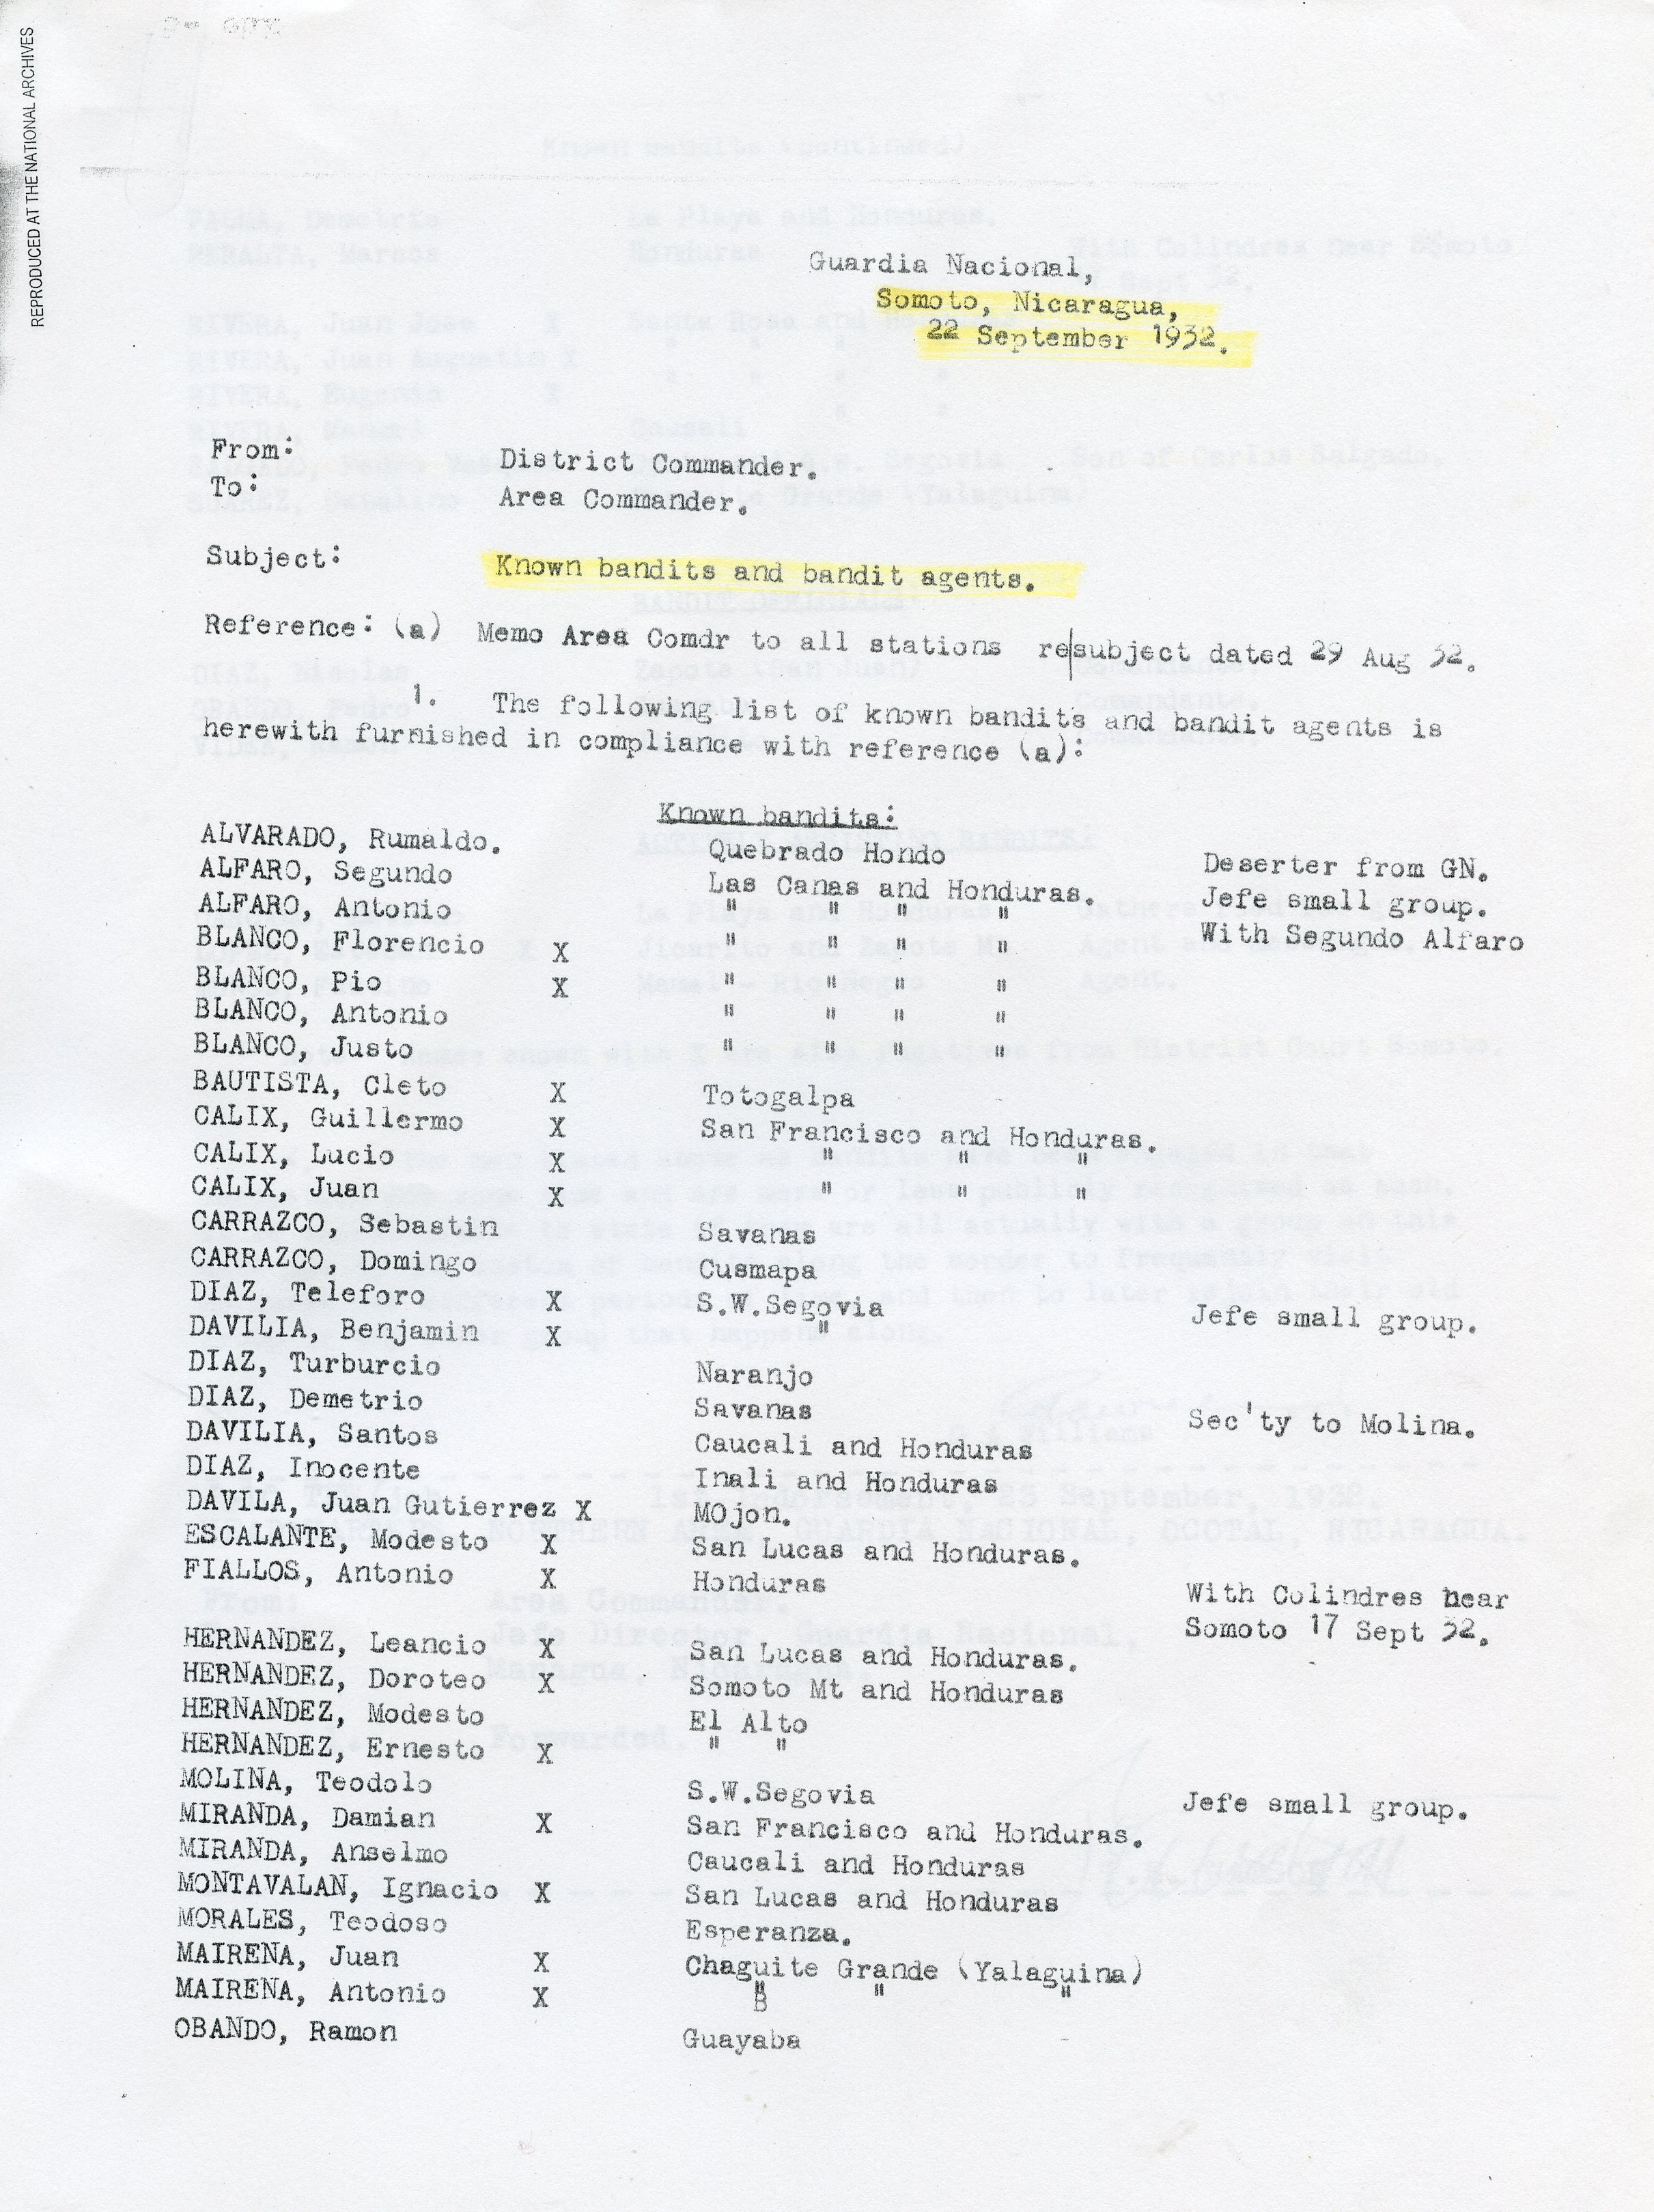 REPRODUCED AT THE NATIONAL ARCHIVES
Guardia Nacional,
Somoto, Nicaragua,
22 September 1932.
From: District Commander.
To: Area Commander.
Subject: Known bandits and bandit agents.
Reference: (a) Memo Area Comdr to all stations re|subject dated 29 Aug 32.
1. The following list of known bandits and bandit agents is
herewith furnished in compliance with reference (a):
Known bandits:
ALVARADO, Rumaldo. Quebrado Hondo Deserter from GN.
ALFARO, Segundo Las Canas and Honduras. Jefe small group.
ALFARO, Antonio " " " " With Segundo Alfaro
BLANCO, Florencio X " " " "
BLANCO, Pio X " " " "
BLANCO, Antonio " " " "
BLANCO, Justo " " " "
BAUTISTA, Cleto X Totogalpa
CALIX, Guillermo X San Francisco and Honduras.
CALIX, Lucio X " " "
CALIX, Juan X " " "
CARRAZCO, Sebastin Savanas
CARRAZCO, Domingo Cusmapa
DIAZ, Teleforo X S.W.Segovia Jefe small group.
DAVILIA, Benjamin X "
DIAZ, Turburcio Naranjo
DIAZ, Demetrio Savanas Sec'ty to Molina.
DAVILIA, Santos Caucali and Honduras
DIAZ, Inocente Inali and Honduras
DAVILA, Juan Gutierrez X MOjon.
ESCALANTE, Modesto X San Lucas and Honduras.
FIALLOS, Antonio X Honduras With Colindres near
Somoto 17 Sept 32.
HERNANDEZ, Leancio X San Lucas and Honduras.
HERNANDEZ, Doroteo X Somoto Mt and Honduras
HERNANDEZ, Modesto El Alto
HERNANDEZ, Ernesto X " "
MOLINA, Teodolo S.W.Segovia Jefe small group.
MIRANDA, Damian X San Francisco and Honduras.
MIRANDA, Anselmo Caucali and Honduras
MONTAVALAN, Ignacio X San Lucas and Honduras
MORALES, Teodoso Esperanza.
MAIRENA, Juan X Chaguite Grande (Yalaguina)
MAIRENA, Antonio X " " "
OBANDO, Ramon Guayaba